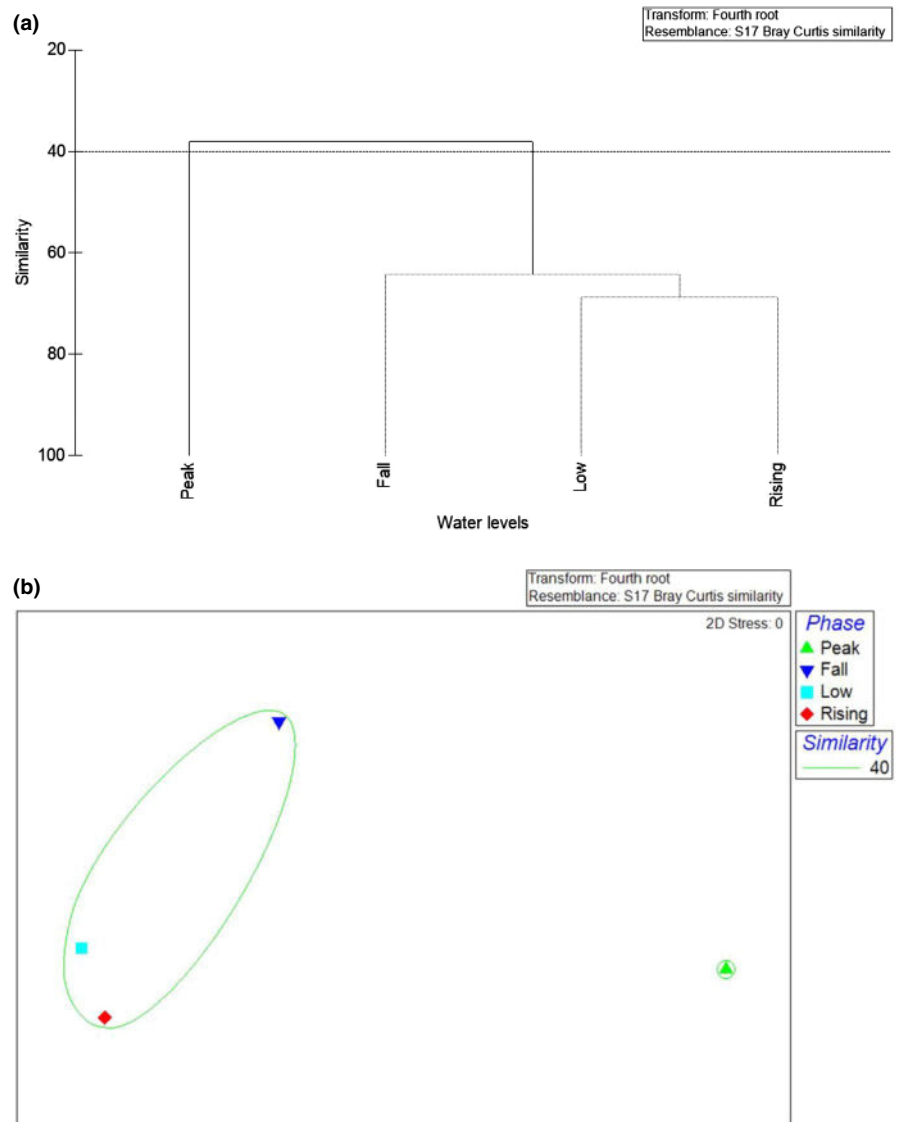 (a)
Transform: Fourth root
Resemblance: S17 Bray Curtis similarity
20
40
60
80
100
Similarity
Peak
Fall
Low
Rising
Water levels
(b)
Transform: Fourth root
Resemblance: S17 Bray Curtis similarity
2D Stress: 0
Phase
Peak
Fall
Low
Rising
Similarity
40